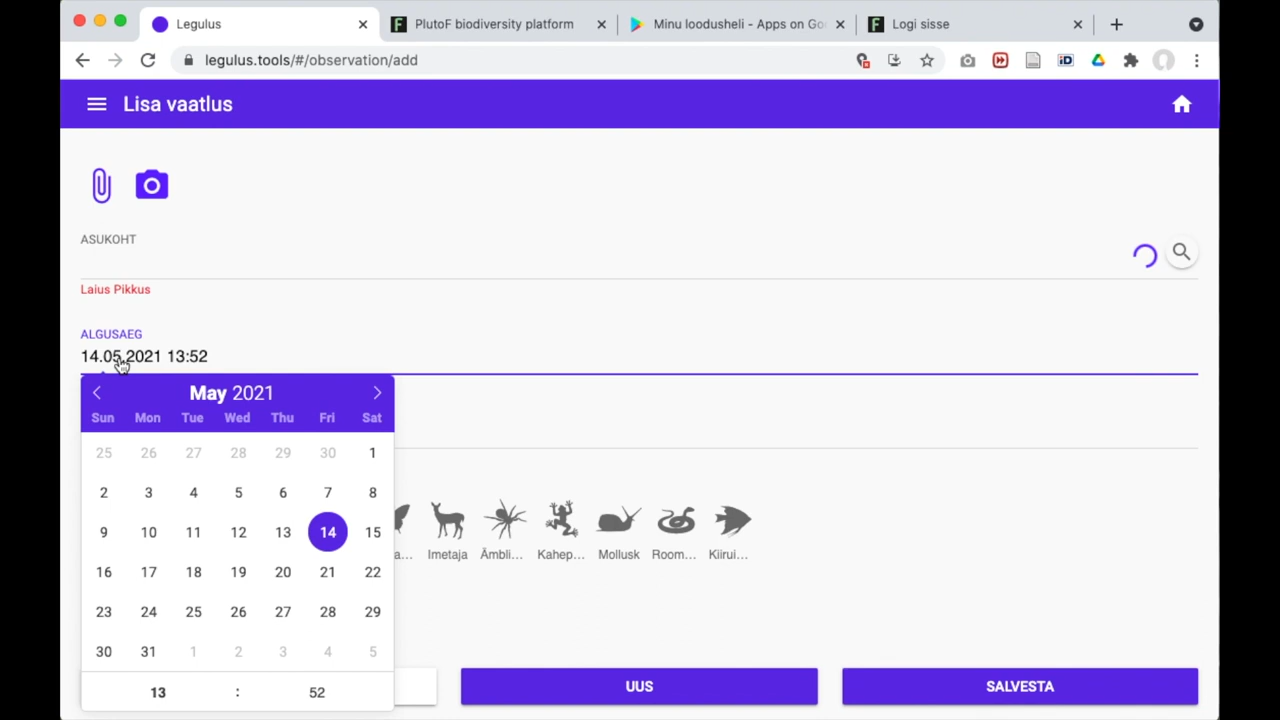 Legulus
PlutoF biodiversity platform
Minu loodusheli - Apps on Go
Logi sisse
legulus.tools/#/observation/add
Lisa vaatlus
ASUKOHT
Laius Pikkus
ALGUSAEG
14.05.2021 13:52
May 2021
Sun Mon Tue Wed Thu Fri Sat
25 26 27 28 29 30 1
2 3 4 5 6 7 8
9 10 11 12 13 14 15
16 17 18 19 20 21 22
23 24 25 26 27 28 29
30 31 1 2 3 4 5
13 : 52
a... Imetaja Ämbli... Kahep... Mollusk Room... Kiirui...
UUS
SALVESTA